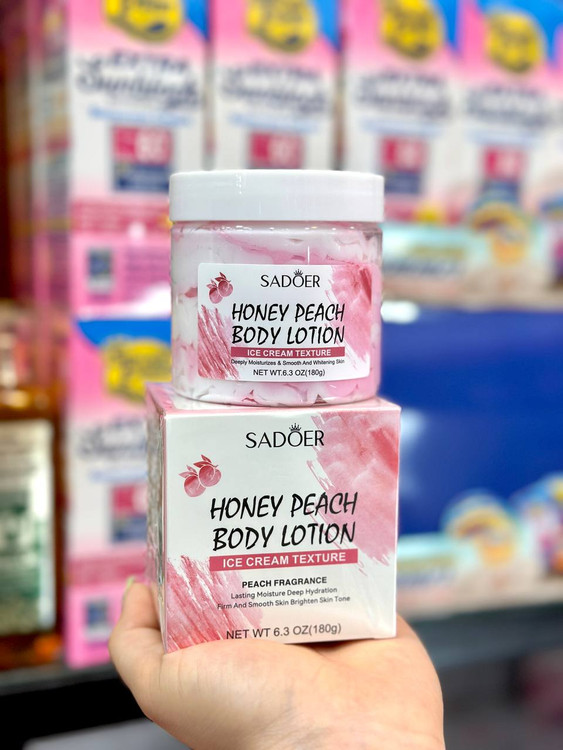 SADOER
HONEY PEACH
BODY LOTION
ICE CREAM TEXTURE
Deeply Moisturizes & Smooth And Whitening Skin
NET WT.6.3 OZ(180g)
SADOER
HONEY PEACH
BODY LOTION
ICE CREAM TEXTURE
PEACH FRAGRANCE
Lasting Moisture Deep Hydration
Firm And Smooth Skin Brighten Skin Tone
NET WT 6.3 OZ(180g)